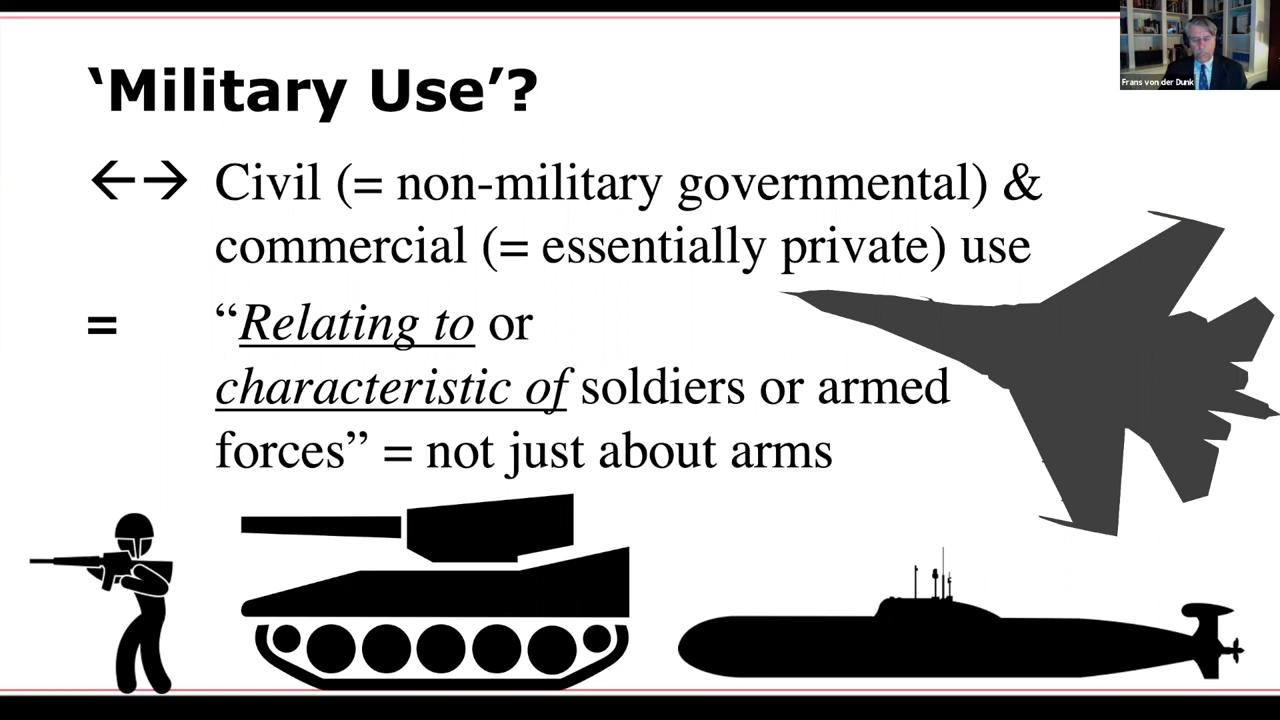 ‘Military Use’?
←→ Civil (= non-military governmental) &
commercial (= essentially private) use
= “Relating to or
characteristic of soldiers or armed
forces” = not just about arms
Frans von der Dunk